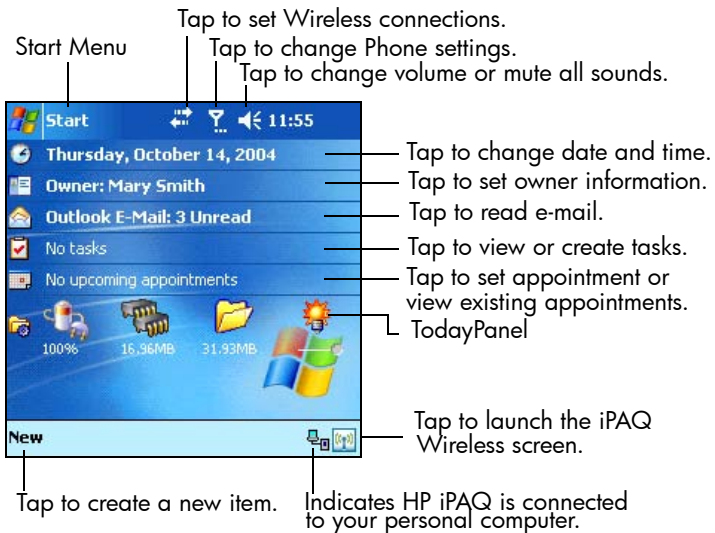 Tap to set Wireless connections.
Start Menu
Tap to change Phone settings.
Tap to change volume or mute all sounds.
Start
11:55
Thursday, October 14, 2004
Tap to change date and time.
Owner: Mary Smith
Tap to set owner information.
Outlook E-Mail: 3 Unread
Tap to read e-mail.
No tasks
Tap to view or create tasks.
No upcoming appointments
Tap to set appointment or
view existing appointments.
TodayPanel
100%
16.96MB
31.93MB
Tap to launch the iPAQ
Wireless screen.
New
Tap to create a new item.
Indicates HP iPAQ is connected
to your personal computer.